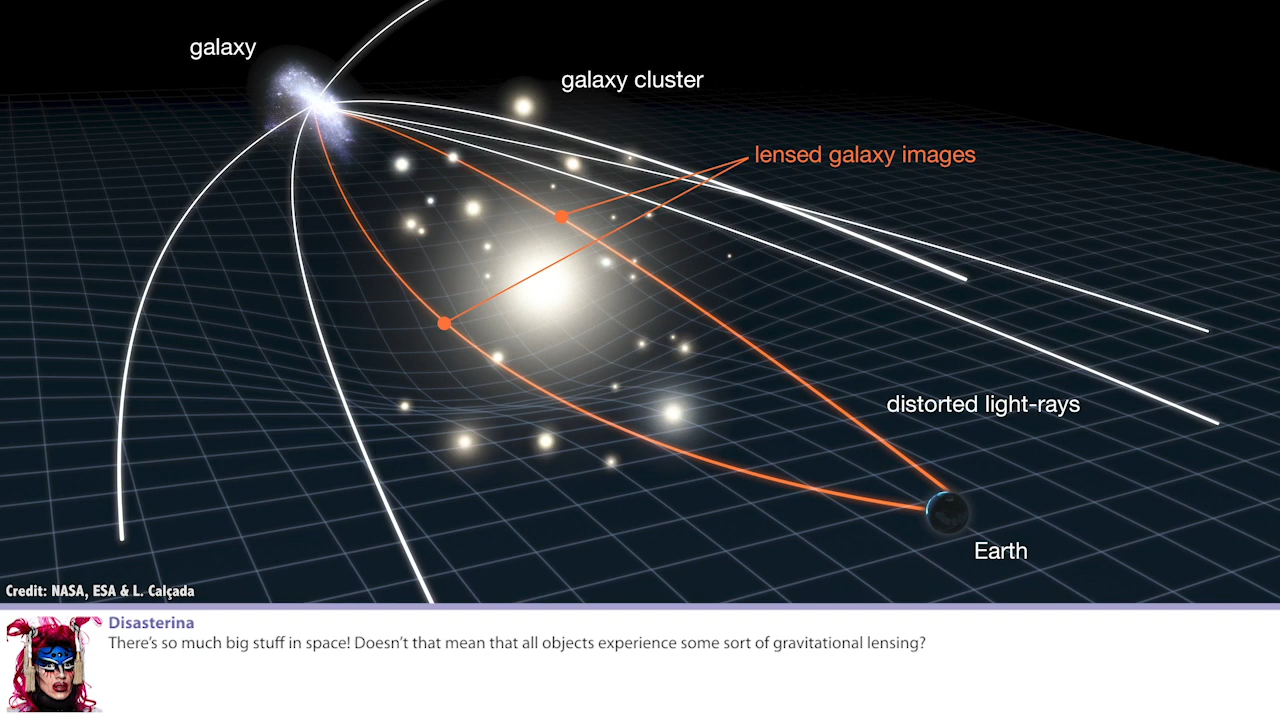 galaxy
galaxy cluster
lensed galaxy images
distorted light-rays
Earth
Credit: NASA, ESA & L. Calçada
Disasterina
There’s so much big stuff in space! Doesn’t that mean that all objects experience some sort of gravitational lensing?